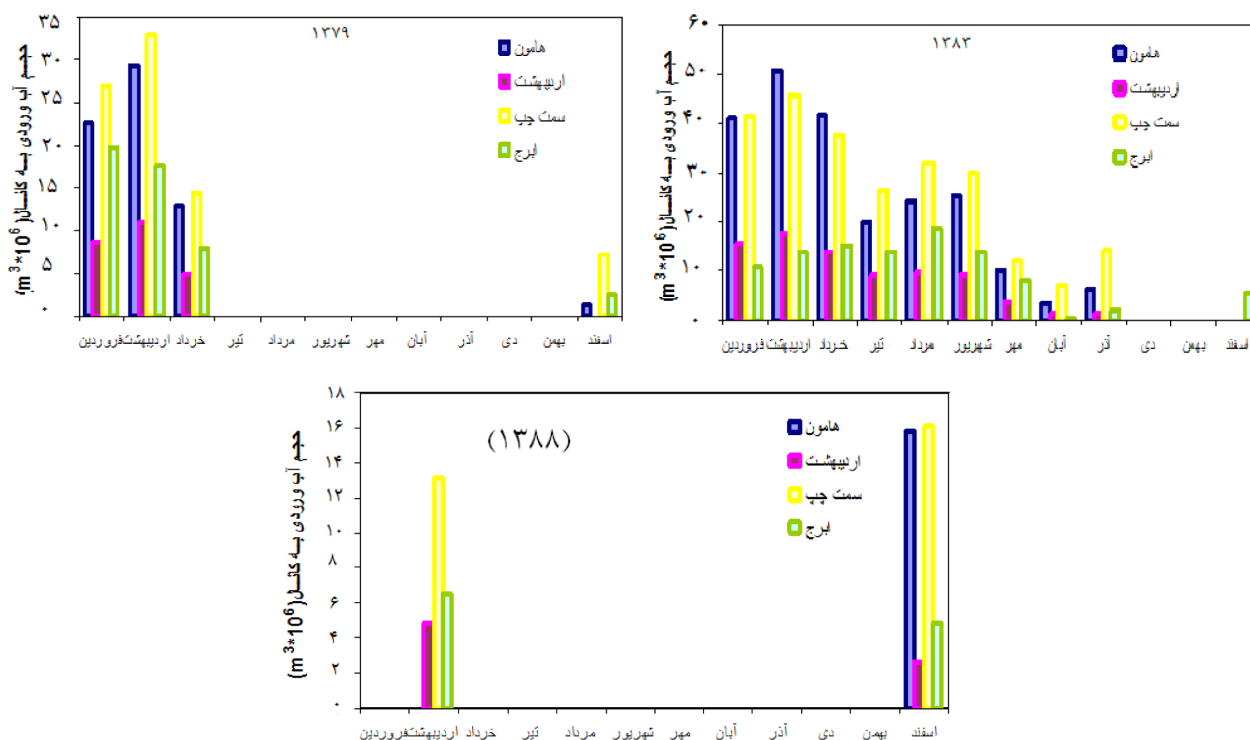 ۱۳۷۹
حجم آب ورودی به کانال(m³*10⁶)
۳۵
۳۰
۲۵
۲۰
۱۵
۱۰
۵
۰
هامون
اردیبهشت
سمت چپ
ابرج
فروردین اردیبهشت خرداد تیر مرداد شهریور مهر آبان آذر دی بهمن اسفند
۱۳۸۳
حجم آب ورودی به کانال(m³*10⁶)
۶۰
۵۰
۴۰
۳۰
۲۰
۱۰
۰
هامون
اردیبهشت
سمت چپ
ابرج
فروردین اردیبهشت خرداد تیر مرداد شهریور مهر آبان آذر دی بهمن اسفند
(۱۳۸۸)
حجم آب ورودی به کانال(m³*10⁶)
۱۸
۱۶
۱۴
۱۲
۱۰
۸
۶
۴
۲
۰
هامون
اردیبهشت
سمت چپ
ابرج
فروردین اردیبهشت خرداد تیر مرداد شهریور مهر آبان آذر دی بهمن اسفند